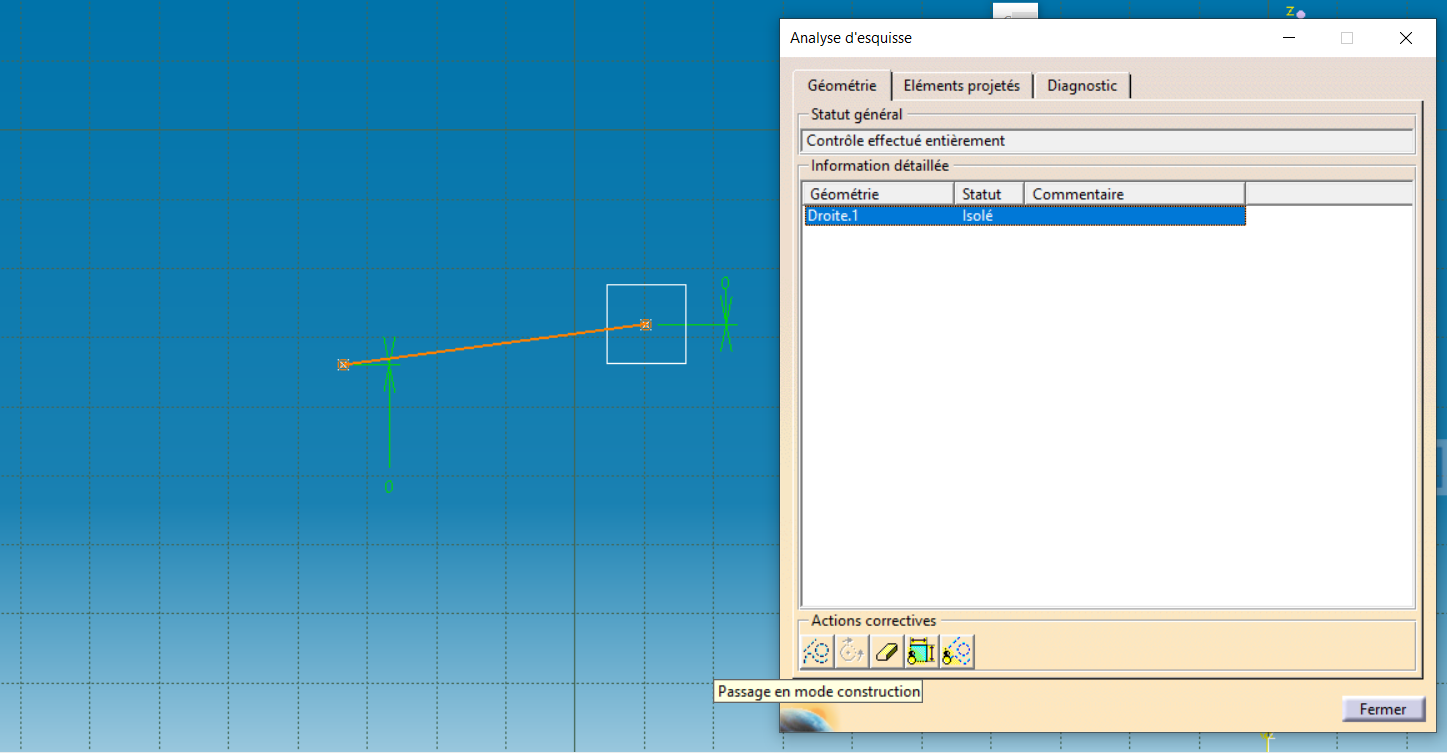 Z
Analyse d'esquisse
Géométrie Eléments projetés Diagnostic
Statut général
Contrôle effectué entièrement
Information détaillée
Géométrie Statut Commentaire
Droite.1 Isolé
0
0
Actions correctives
Passage en mode construction
Fermer